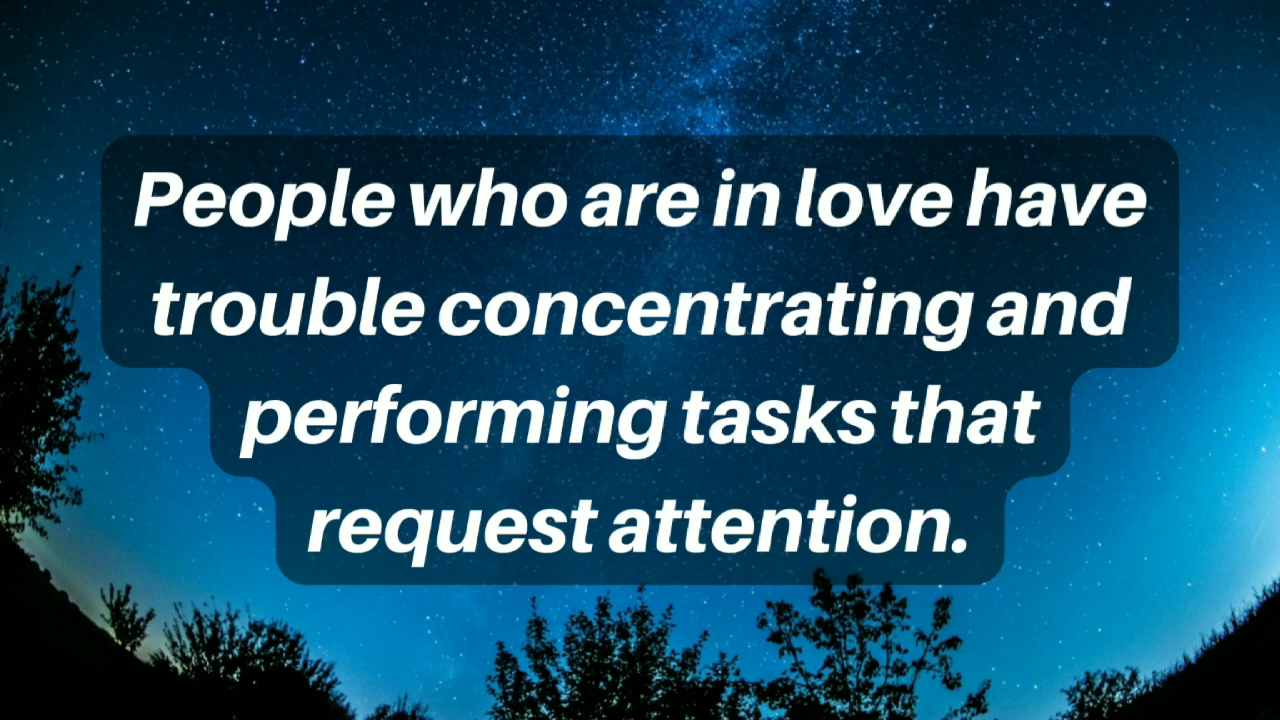 People who are in love have
trouble concentrating and
performing tasks that
request attention.